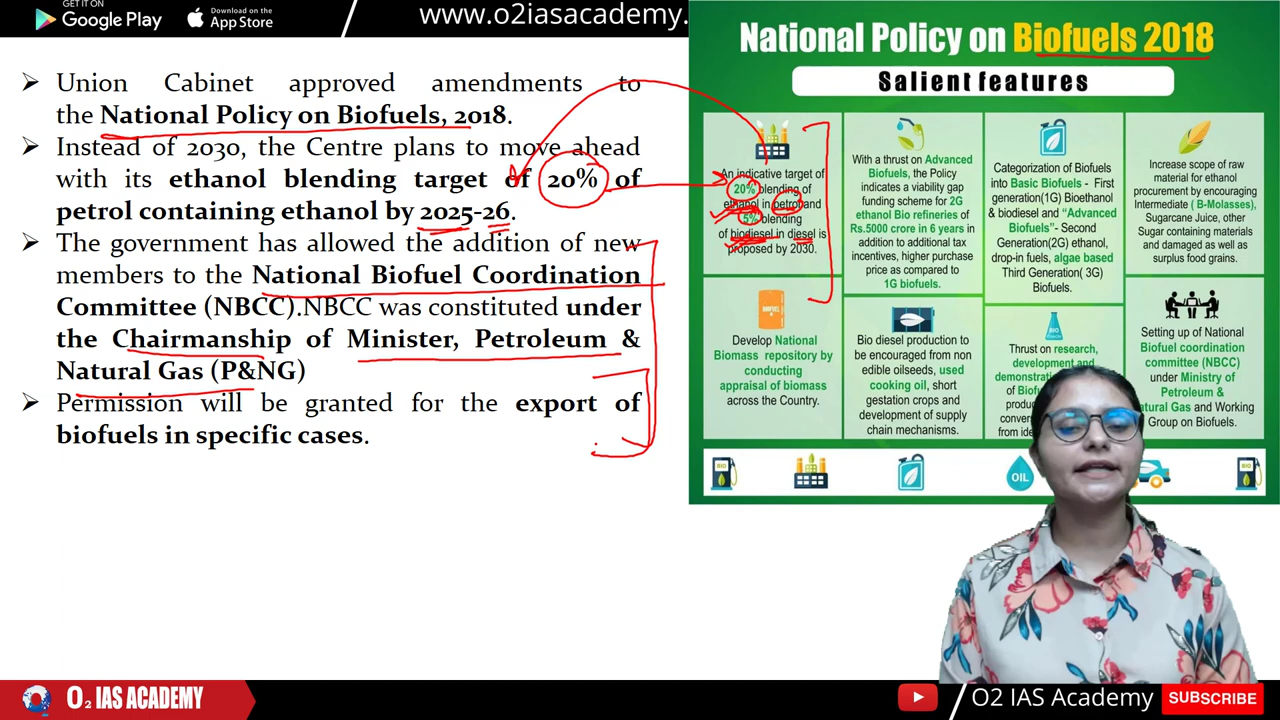 GET IT ON
Google Play
Download on the
App Store
www.o2iasacademy.
➢ Union Cabinet approved amendments to
the National Policy on Biofuels, 2018.
➢ Instead of 2030, the Centre plans to move ahead
with its ethanol blending target of 20% of
petrol containing ethanol by 2025-26.
➢ The government has allowed the addition of new
members to the National Biofuel Coordination
Committee (NBCC).NBCC was constituted under
the Chairmanship of Minister, Petroleum &
Natural Gas (P&NG)
➢ Permission will be granted for the export of
biofuels in specific cases.
National Policy on Biofuels 2018
Salient features
An indicative target of
20% blending of
ethanol in petrol and
5% blending
of biodiesel in diesel is
proposed by 2030.
With a thrust on Advanced
Biofuels, the Policy
indicates a viability gap
funding scheme for 2G
ethanol Bio refineries of
Rs.5000 crore in 6 years in
addition to additional tax
incentives, higher purchase
price as compared to
1G biofuels.
Categorization of Biofuels
into Basic Biofuels - First
generation(1G) Bioethanol
& biodiesel and "Advanced
Biofuels"- Second
Generation(2G) ethanol,
drop-in fuels, algae based
Third Generation( 3G)
Biofuels.
Increase scope of raw
material for ethanol
procurement by encouraging
Intermediate ( B-Molasses),
Sugarcane Juice, other
Sugar containing materials
and damaged as well as
surplus food grains.
Develop National
Biomass repository by
conducting
appraisal of biomass
across the Country.
Bio diesel production to
be encouraged from non
edible oilseeds, used
cooking oil, short
gestation crops and
development of supply
chain mechanisms.
Thrust on research,
development and
demonstration
of
produ
conver
from
Setting up of National
Biofuel coordination
committee (NBCC)
under Ministry of
Petroleum &
atural Gas and Working
Group on Biofuels.
BIO
OIL
BIO
O2 IAS ACADEMY
O2 IAS Academy
SUBSCRIBE